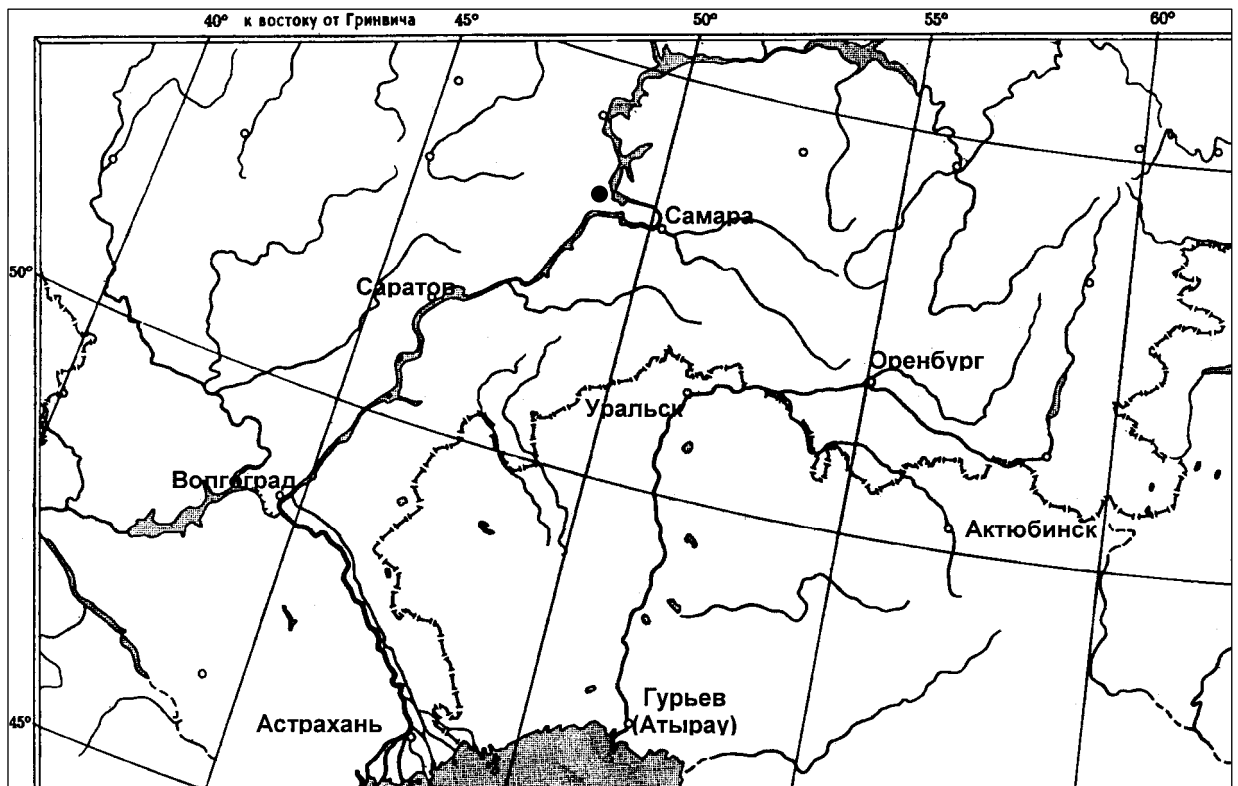 40° к востоку от Гринвича 45° 50° 55° 60°
Самара
50°
Саратов
Оренбург
Уральск
Волгоград
Актюбинск
Гурьев
(Атырау)
Астрахань
45°